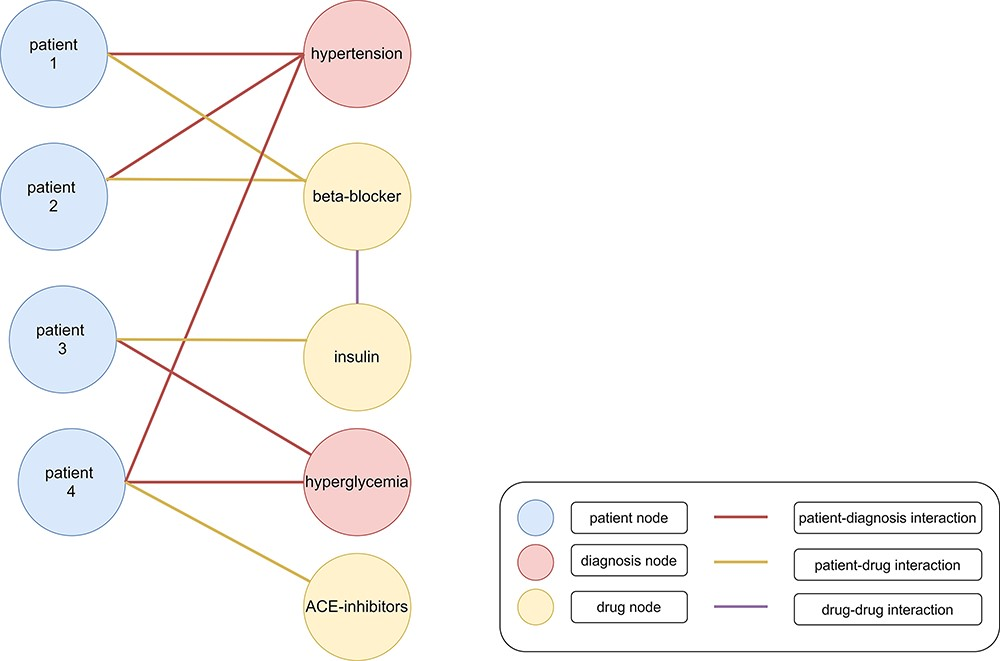 patient
1
hypertension
patient
2
beta-blocker
patient
3
insulin
patient
4
hyperglycemia
ACE-inhibitors
patient node
patient-diagnosis interaction
diagnosis node
patient-drug interaction
drug node
drug-drug interaction